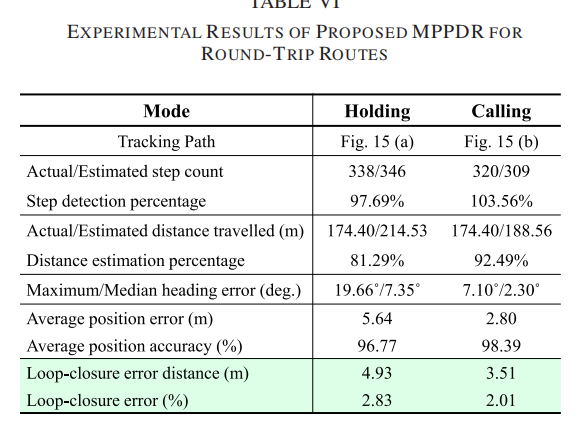 TABLE VI
EXPERIMENTAL RESULTS OF PROPOSED MPPDR FOR
ROUND-TRIP ROUTES
Mode Holding Calling
Tracking Path Fig. 15 (a) Fig. 15 (b)
Actual/Estimated step count 338/346 320/309
Step detection percentage 97.69% 103.56%
Actual/Estimated distance travelled (m) 174.40/214.53 174.40/188.56
Distance estimation percentage 81.29% 92.49%
Maximum/Median heading error (deg.) 19.66˚/7.35˚ 7.10˚/2.30˚
Average position error (m) 5.64 2.80
Average position accuracy (%) 96.77 98.39
Loop-closure error distance (m) 4.93 3.51
Loop-closure error (%) 2.83 2.01